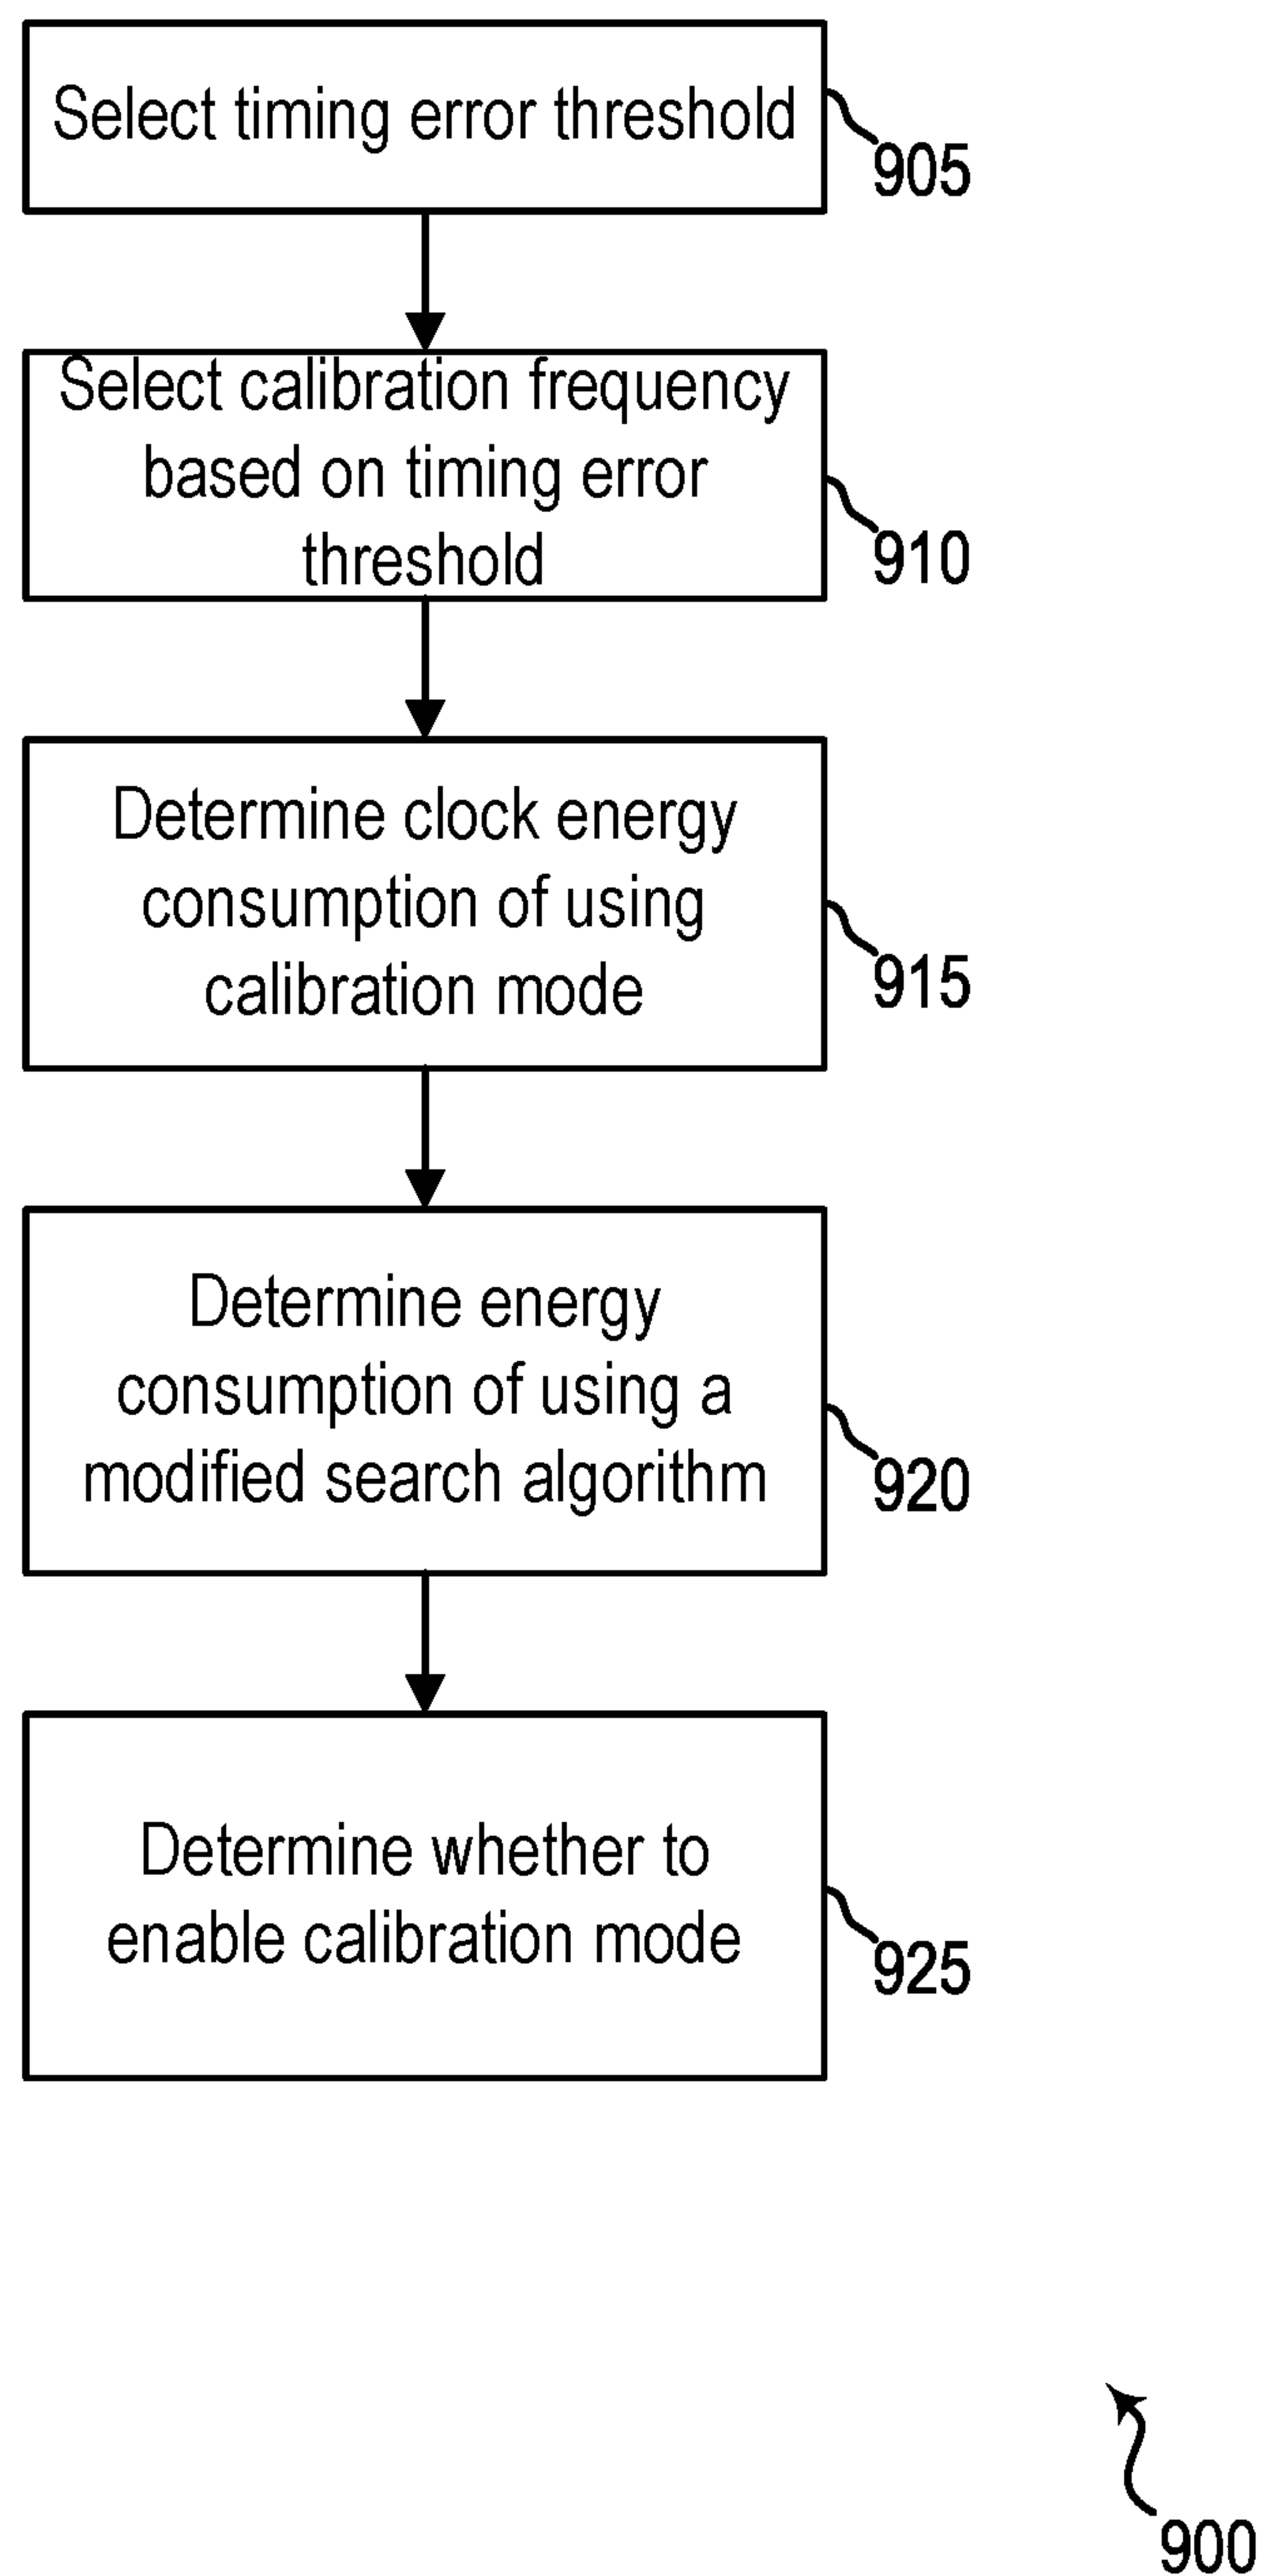 Select timing error threshold
905
Select calibration frequency
based on timing error
threshold
910
Determine clock energy
consumption of using
calibration mode
915
Determine energy
consumption of using a
modified search algorithm
920
Determine whether to
enable calibration mode
925
900